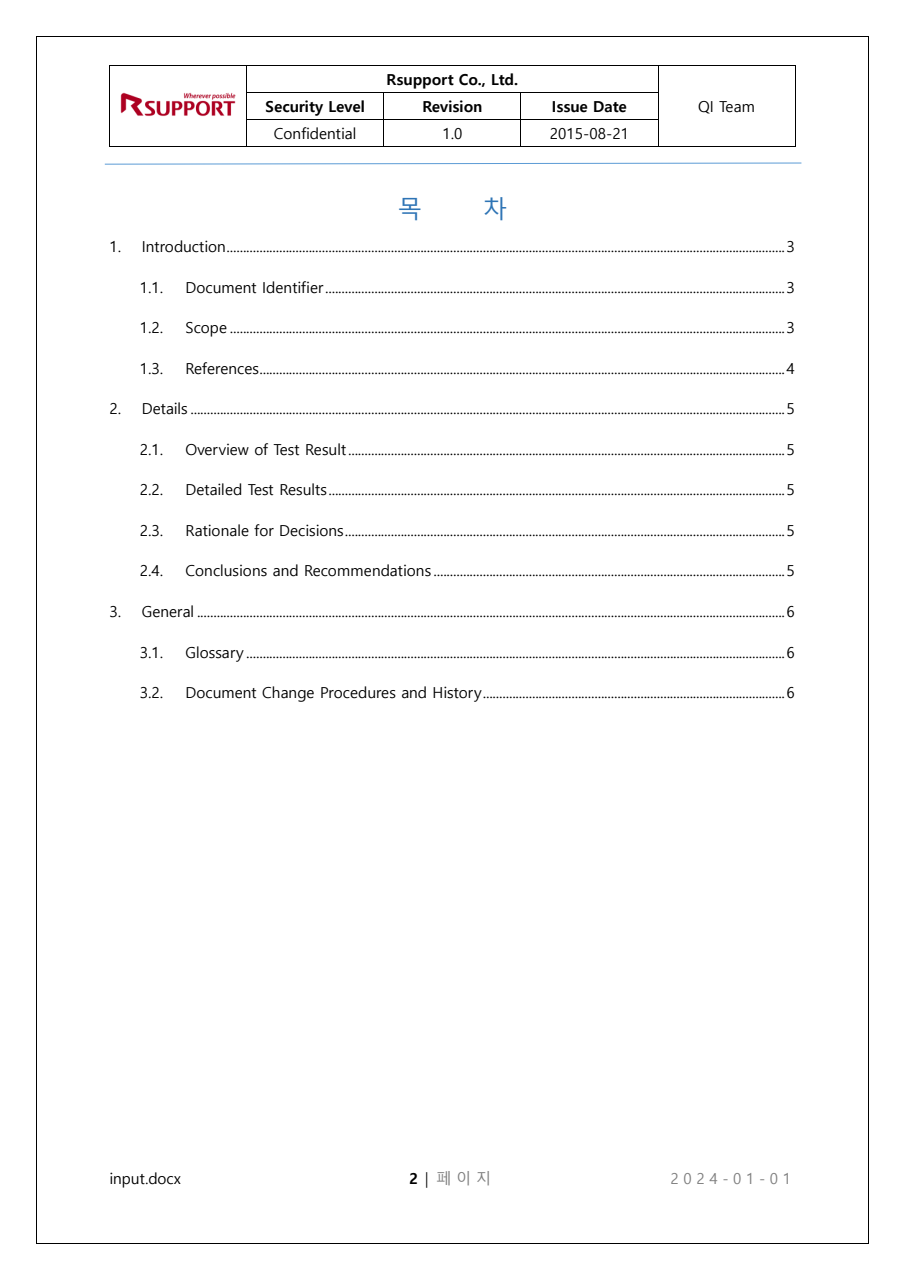 Rsupport Co., Ltd.
Wherever possible
RSUPPORT
Security Level Revision Issue Date
QI Team
Confidential 1.0 2015-08-21
목 차
1. Introduction 3
1.1. Document Identifier 3
1.2. Scope 3
1.3. References 4
2. Details 5
2.1. Overview of Test Result 5
2.2. Detailed Test Results 5
2.3. Rationale for Decisions 5
2.4. Conclusions and Recommendations 5
3. General 6
3.1. Glossary 6
3.2. Document Change Procedures and History 6
input.docx 2 | 페 이 지 2024-01-01